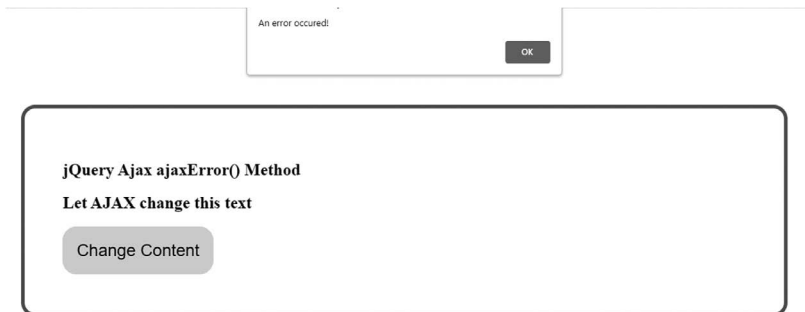 An error occured!
OK
jQuery Ajax ajaxError() Method
Let AJAX change this text
Change Content